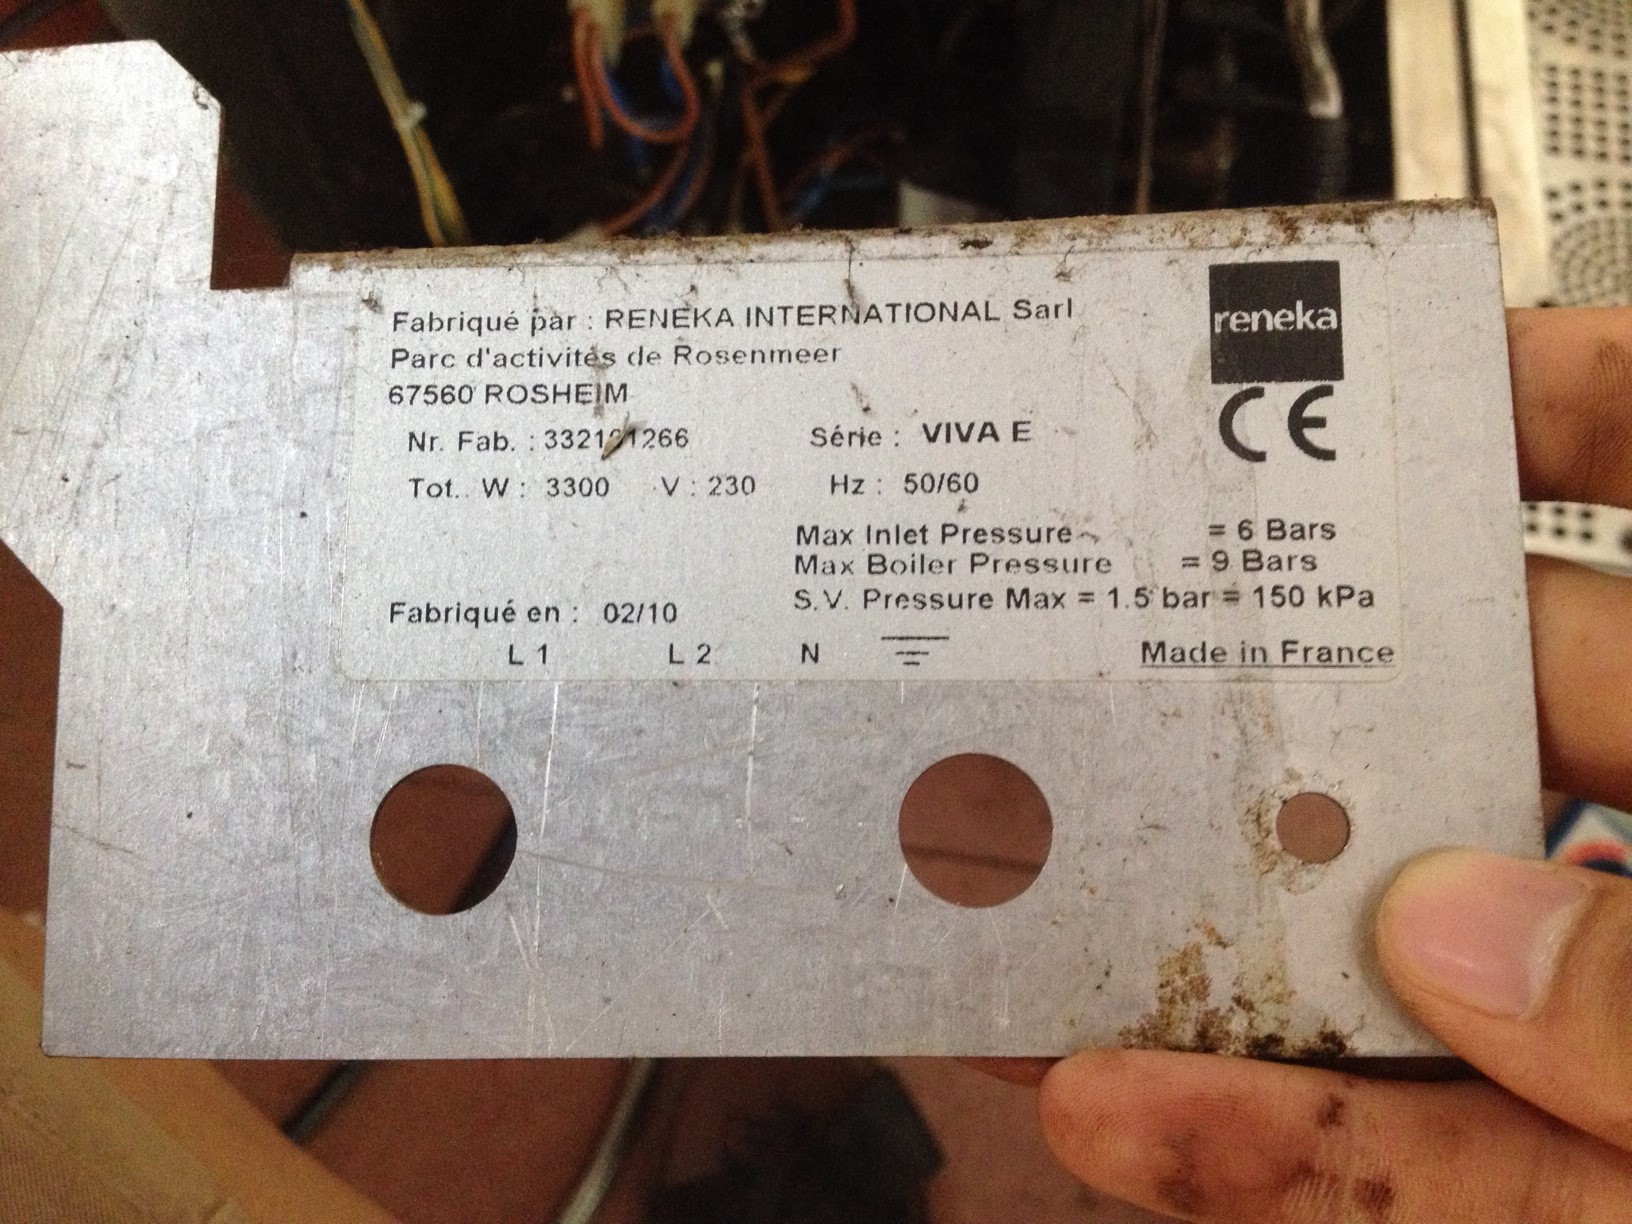 Fabriqué par : RENEKA INTERNATIONAL Sarl
reneka
Parc d'activités de Rosenmeer
67560 ROSHEIM
CE
Nr. Fab. : Série : VIVA E
Tot. W : 3300 V : 230 Hz : 50/60
Max Inlet Pressure = 6 Bars
Max Boiler Pressure = 9 Bars
S.V. Pressure Max = 1.5 bar = 150 kPa
Fabriqué en : 02/10
L 1 L 2 N Made in France